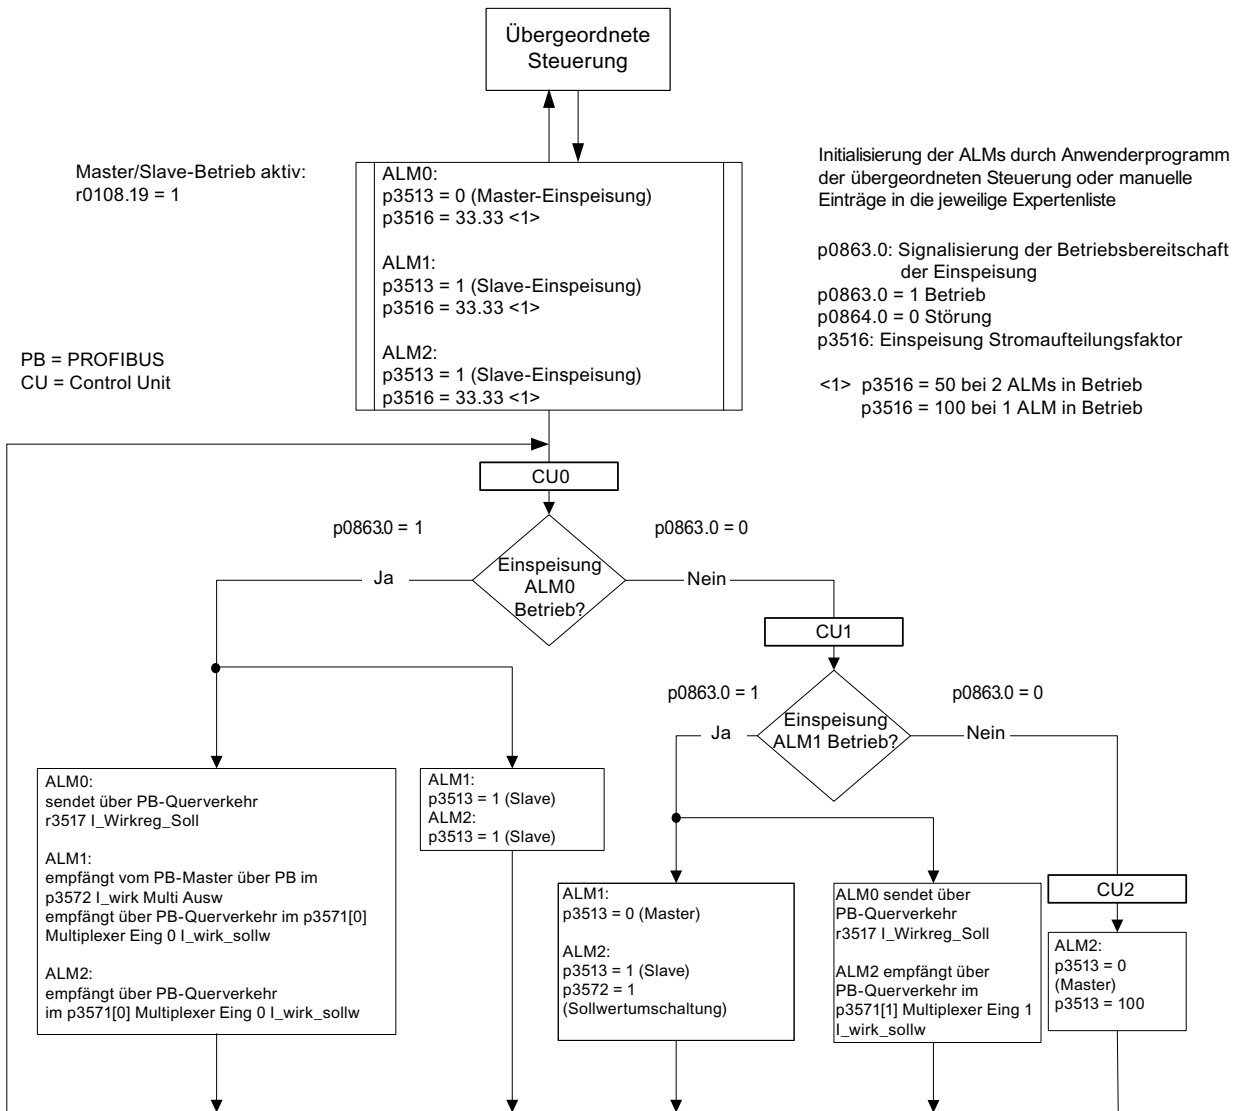 Übergeordnete
Steuerung
Master/Slave-Betrieb aktiv:
r0108.19 = 1
PB = PROFIBUS
CU = Control Unit
ALM0:
p3513 = 0 (Master-Einspeisung)
p3516 = 33.33 <1>
ALM1:
p3513 = 1 (Slave-Einspeisung)
p3516 = 33.33 <1>
ALM2:
p3513 = 1 (Slave-Einspeisung)
p3516 = 33.33 <1>
Initialisierung der ALMs durch Anwenderprogramm
der übergeordneten Steuerung oder manuelle
Einträge in die jeweilige Expertenliste
p0863.0: Signalisierung der Betriebsbereitschaft
der Einspeisung
p0863.0 = 1 Betrieb
p0864.0 = 0 Störung
p3516: Einspeisung Stromaufteilungsfaktor
<1> p3516 = 50 bei 2 ALMs in Betrieb
p3516 = 100 bei 1 ALM in Betrieb
CU0
p0863.0 = 1
p0863.0 = 0
Einspeisung
ALM0
Betrieb?
Ja
Nein
CU1
p0863.0 = 1
p0863.0 = 0
Einspeisung
ALM1 Betrieb?
Ja
Nein
ALM0:
sendet über PB-Querverkehr
r3517 I_Wirkreg_Soll
ALM1:
empfängt vom PB-Master über PB im
p3572 I_wirk Multi Ausw
empfängt über PB-Querverkehr im p3571[0]
Multiplexer Eing 0 I_wirk_sollw
ALM2:
empfängt über PB-Querverkehr
im p3571[0] Multiplexer Eing 0 I_wirk_sollw
ALM1:
p3513 = 1 (Slave)
ALM2:
p3513 = 1 (Slave)
ALM1:
p3513 = 0 (Master)
ALM2:
p3513 = 1 (Slave)
p3572 = 1
(Sollwertumschaltung)
ALM0 sendet über
PB-Querverkehr
r3517 I_Wirkreg_Soll
ALM2 empfängt über
PB-Querverkehr im
p3571[1] Multiplexer Eing 1
I_wirk_sollw
CU2
ALM2:
p3513 = 0
(Master)
p3513 = 100